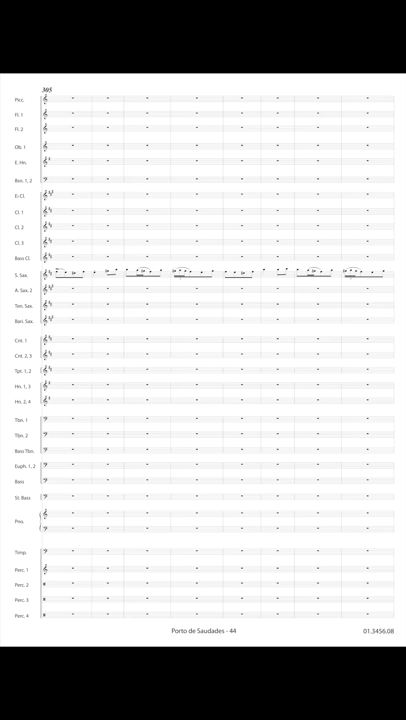 305
Picc.
Fl. 1
Fl. 2
Ob. 1
E. Hn.
Bsn. 1, 2
E♭ Cl.
Cl. 1
Cl. 2
Cl. 3
Bass Cl.
S. Sax.
A. Sax. 2
Ten. Sax.
Bari. Sax.
Cnt. 1
Cnt. 2, 3
Tpt. 1, 2
Hn. 1, 3
Hn. 2, 4
Tbn. 1
Tbn. 2
Bass Tbn.
Euph. 1, 2
Bass
St. Bass
Pno.
Timp.
Perc. 1
Perc. 2
Perc. 3
Perc. 4
Porto de Saudades - 44
01.3456.08